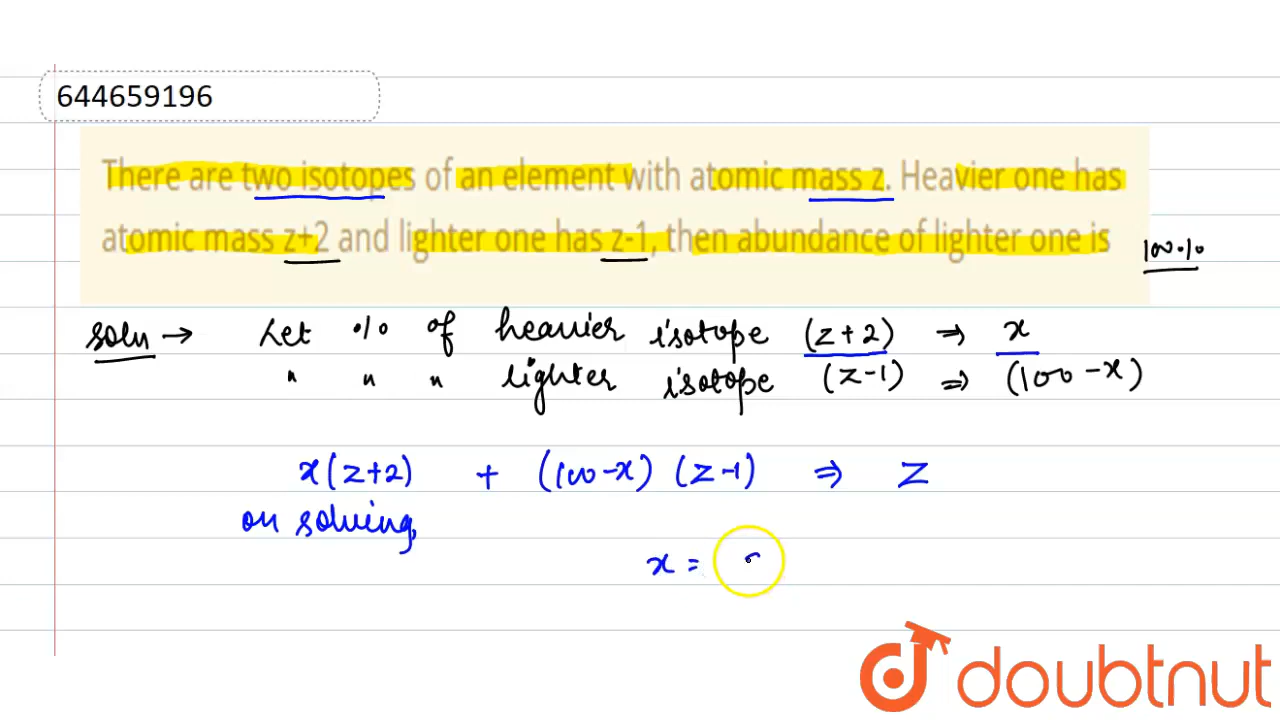 644659196
There are two isotopes of an element with atomic mass z. Heavier one has
atomic mass z+2 and lighter one has z-1, then abundance of lighter one is
100%
Soln → Let % of heavier isotope (z+2) ⇒ x
" " " lighter isotope (z-1) ⇒ (100-x)
x(z+2) + (100-x) (z-1) ⇒ z
on solving,
x =
doubtnut